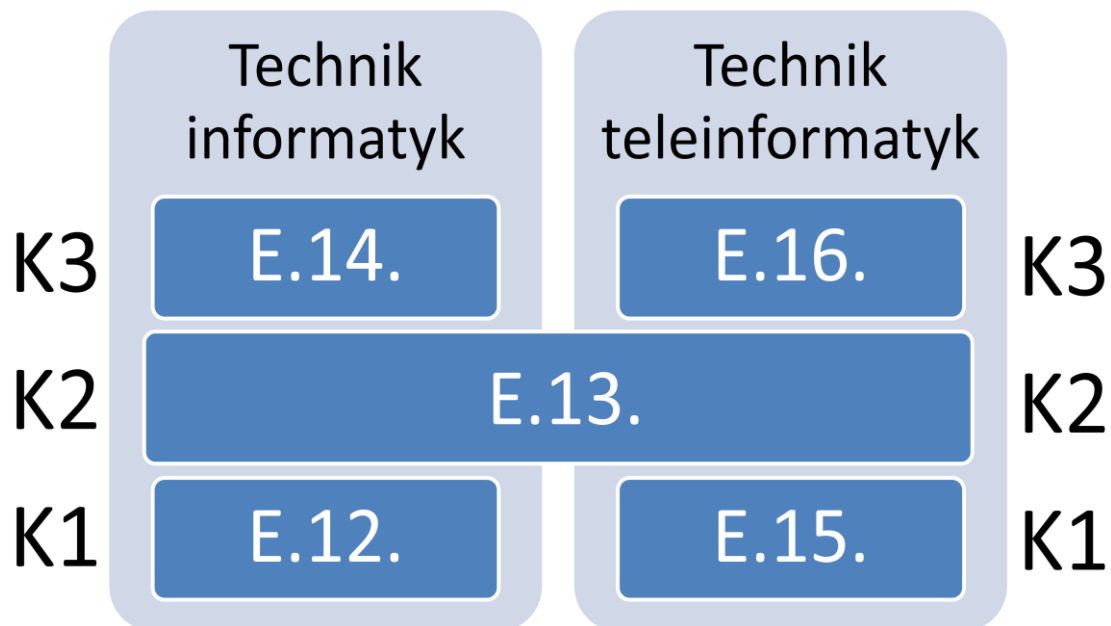 Technik
informatyk
Technik
teleinformatyk
K3
E.14.
E.16.
K3
K2
E.13.
K2
K1
E.12.
E.15.
K1